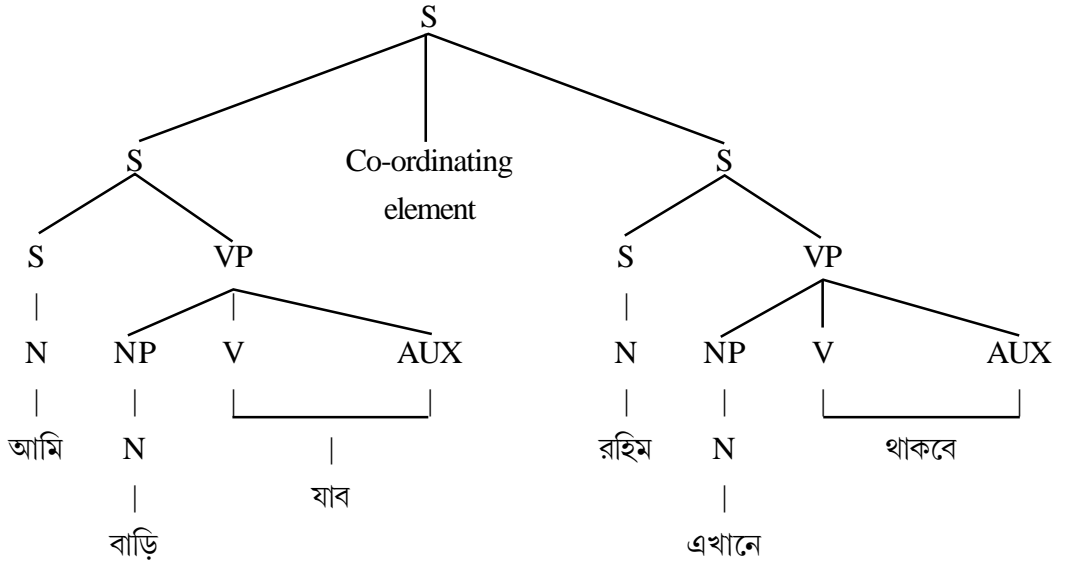 S
S Co-ordinating element S
S VP S VP
N NP V AUX N NP V AUX
আমি N যাব রহিম N থাকবে
বাড়ি এখানে